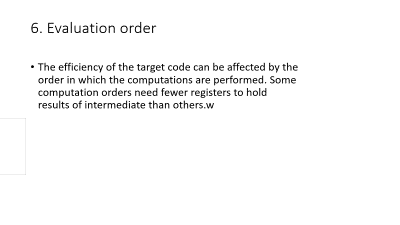 6. Evaluation order
• The efficiency of the target code can be affected by the
order in which the computations are performed. Some
computation orders need fewer registers to hold
results of intermediate than others.w